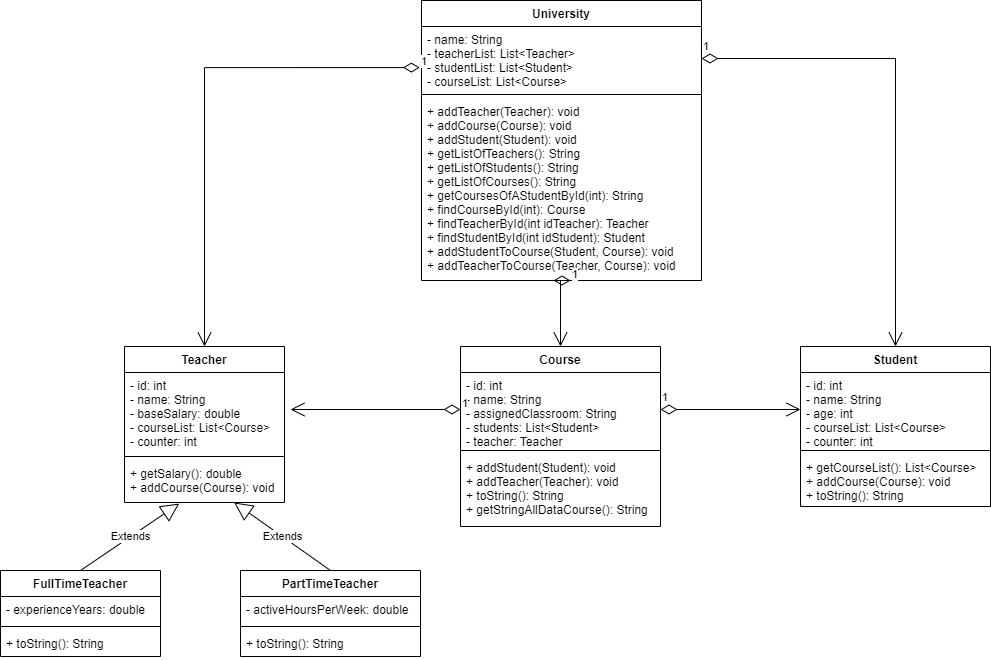 University
- name: String
- teacherList: List<Teacher>
- studentList: List<Student>
- courseList: List<Course>
1
1
+ addTeacher(Teacher): void
+ addCourse(Course): void
+ addStudent(Student): void
+ getListOfTeachers(): String
+ getListOfStudents(): String
+ getListOfCourses(): String
+ getCoursesOfAStudentById(int): String
+ findCourseById(int): Course
+ findTeacherById(int idTeacher): Teacher
+ findStudentById(int idStudent): Student
+ addStudentToCourse(Student, Course): void
+ addTeacherToCourse(Teacher, Course): void
1
Teacher
- id: int
- name: String
- baseSalary: double
- courseList: List<Course>
- counter: int
+ getSalary(): double
+ addCourse(Course): void
Course
- id: int
- name: String
- assignedClassroom: String
- students: List<Student>
- teacher: Teacher
1
1
+ addStudent(Student): void
+ addTeacher(Teacher): void
+ toString(): String
+ getStringAllDataCourse(): String
Student
- id: int
- name: String
- age: int
- courseList: List<Course>
- counter: int
+ getCourseList(): List<Course>
+ addCourse(Course): void
+ toString(): String
Extends
Extends
FullTimeTeacher
- experienceYears: double
+ toString(): String
PartTimeTeacher
- activeHoursPerWeek: double
+ toString(): String